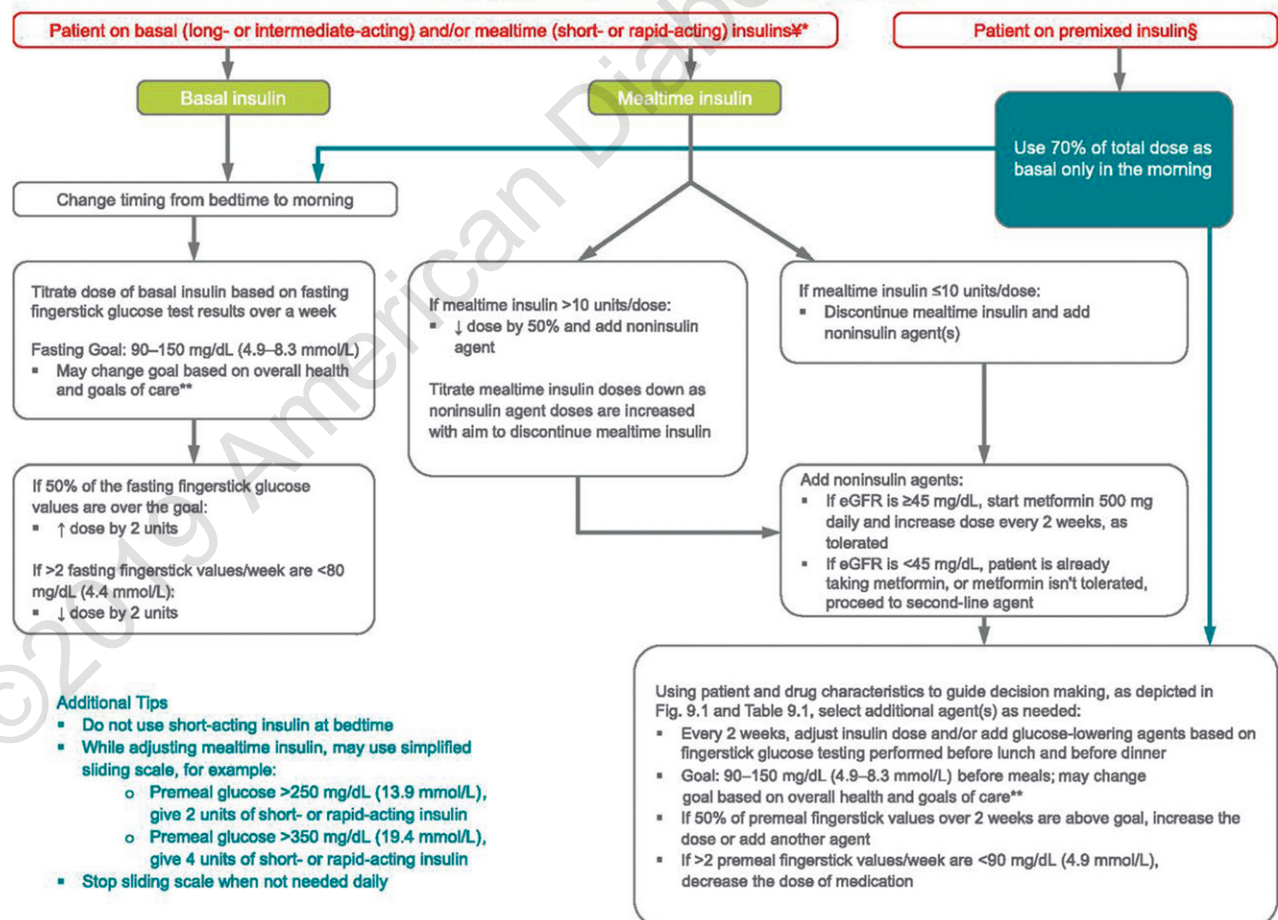 Patient on basal (long- or intermediate-acting) and/or mealtime (short- or rapid-acting) insulins¥*
Patient on premixed insulin§
Basal insulin
Mealtime insulin
Use 70% of total dose as
basal only in the morning
Change timing from bedtime to morning
Titrate dose of basal insulin based on fasting
fingerstick glucose test results over a week
Fasting Goal: 90–150 mg/dL (4.9–8.3 mmol/L)
▪ May change goal based on overall health
and goals of care**
If 50% of the fasting fingerstick glucose
values are over the goal:
▪ ↑ dose by 2 units
If >2 fasting fingerstick values/week are <80
mg/dL (4.4 mmol/L):
▪ ↓ dose by 2 units
If mealtime insulin >10 units/dose:
▪ ↓ dose by 50% and add noninsulin
agent
Titrate mealtime insulin doses down as
noninsulin agent doses are increased
with aim to discontinue mealtime insulin
If mealtime insulin ≤10 units/dose:
▪ Discontinue mealtime insulin and add
noninsulin agent(s)
Add noninsulin agents:
▪ If eGFR is ≥45 mg/dL, start metformin 500 mg
daily and increase dose every 2 weeks, as
tolerated
▪ If eGFR is <45 mg/dL, patient is already
taking metformin, or metformin isn't tolerated,
proceed to second-line agent
Using patient and drug characteristics to guide decision making, as depicted in
Fig. 9.1 and Table 9.1, select additional agent(s) as needed:
▪ Every 2 weeks, adjust insulin dose and/or add glucose-lowering agents based on
fingerstick glucose testing performed before lunch and before dinner
▪ Goal: 90–150 mg/dL (4.9–8.3 mmol/L) before meals; may change
goal based on overall health and goals of care**
▪ If 50% of premeal fingerstick values over 2 weeks are above goal, increase the
dose or add another agent
▪ If >2 premeal fingerstick values/week are <90 mg/dL (4.9 mmol/L),
decrease the dose of medication
Additional Tips
▪ Do not use short-acting insulin at bedtime
▪ While adjusting mealtime insulin, may use simplified
sliding scale, for example:
o Premeal glucose >250 mg/dL (13.9 mmol/L),
give 2 units of short- or rapid-acting insulin
o Premeal glucose >350 mg/dL (19.4 mmol/L),
give 4 units of short- or rapid-acting insulin
▪ Stop sliding scale when not needed daily
©2019 American Diabe